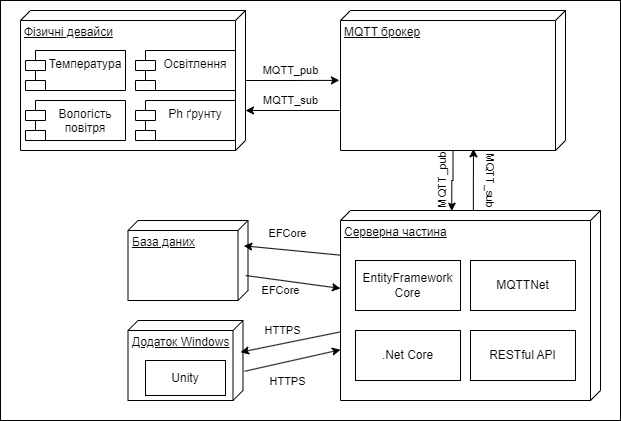 Фізичні девайси
Температура
Освітлення
Вологість
повітря
Ph ґрунту
MQTT_pub
MQTT_sub
MQTT брокер
MQTT_pub
MQTT_sub
База даних
EFCore
EFCore
Серверна частина
EntityFramework
Core
MQTTNet
.Net Core
RESTful API
Додаток Windows
Unity
HTTPS
HTTPS